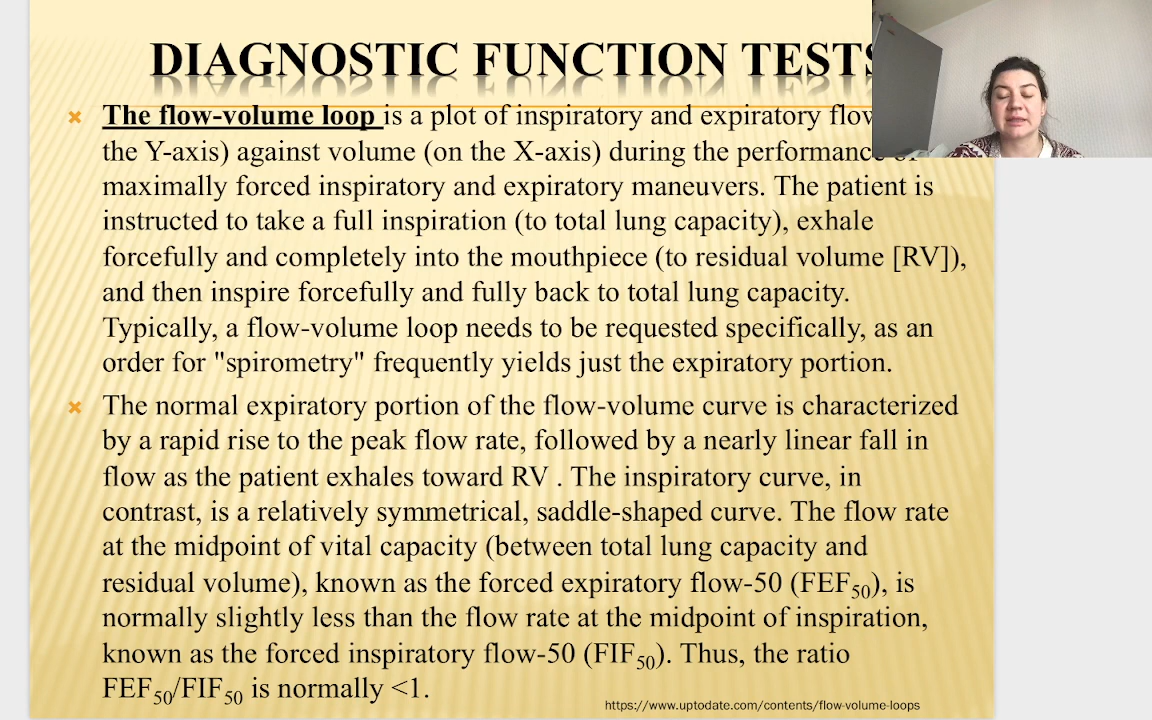 DIAGNOSTIC FUNCTION TESTS
The flow-volume loop is a plot of inspiratory and expiratory flow
the Y-axis) against volume (on the X-axis) during the performance of
maximally forced inspiratory and expiratory maneuvers. The patient is
instructed to take a full inspiration (to total lung capacity), exhale
forcefully and completely into the mouthpiece (to residual volume [RV]),
and then inspire forcefully and fully back to total lung capacity.
Typically, a flow-volume loop needs to be requested specifically, as an
order for "spirometry" frequently yields just the expiratory portion.
The normal expiratory portion of the flow-volume curve is characterized
by a rapid rise to the peak flow rate, followed by a nearly linear fall in
flow as the patient exhales toward RV . The inspiratory curve, in
contrast, is a relatively symmetrical, saddle-shaped curve. The flow rate
at the midpoint of vital capacity (between total lung capacity and
residual volume), known as the forced expiratory flow-50 (FEF50), is
normally slightly less than the flow rate at the midpoint of inspiration,
known as the forced inspiratory flow-50 (FIF50). Thus, the ratio
FEF50/FIF50 is normally <1.
https://www.uptodate.com/contents/flow-volume-loops